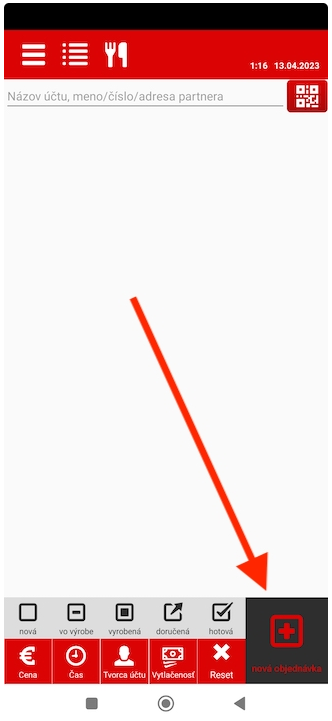 1:16 13.04.2023
Názov účtu, meno/číslo/adresa partnera
nová vo výrobe vyrobená doručená hotová
nová objednávka
Cena Čas Tvorca účtu Vytlačenosť Reset